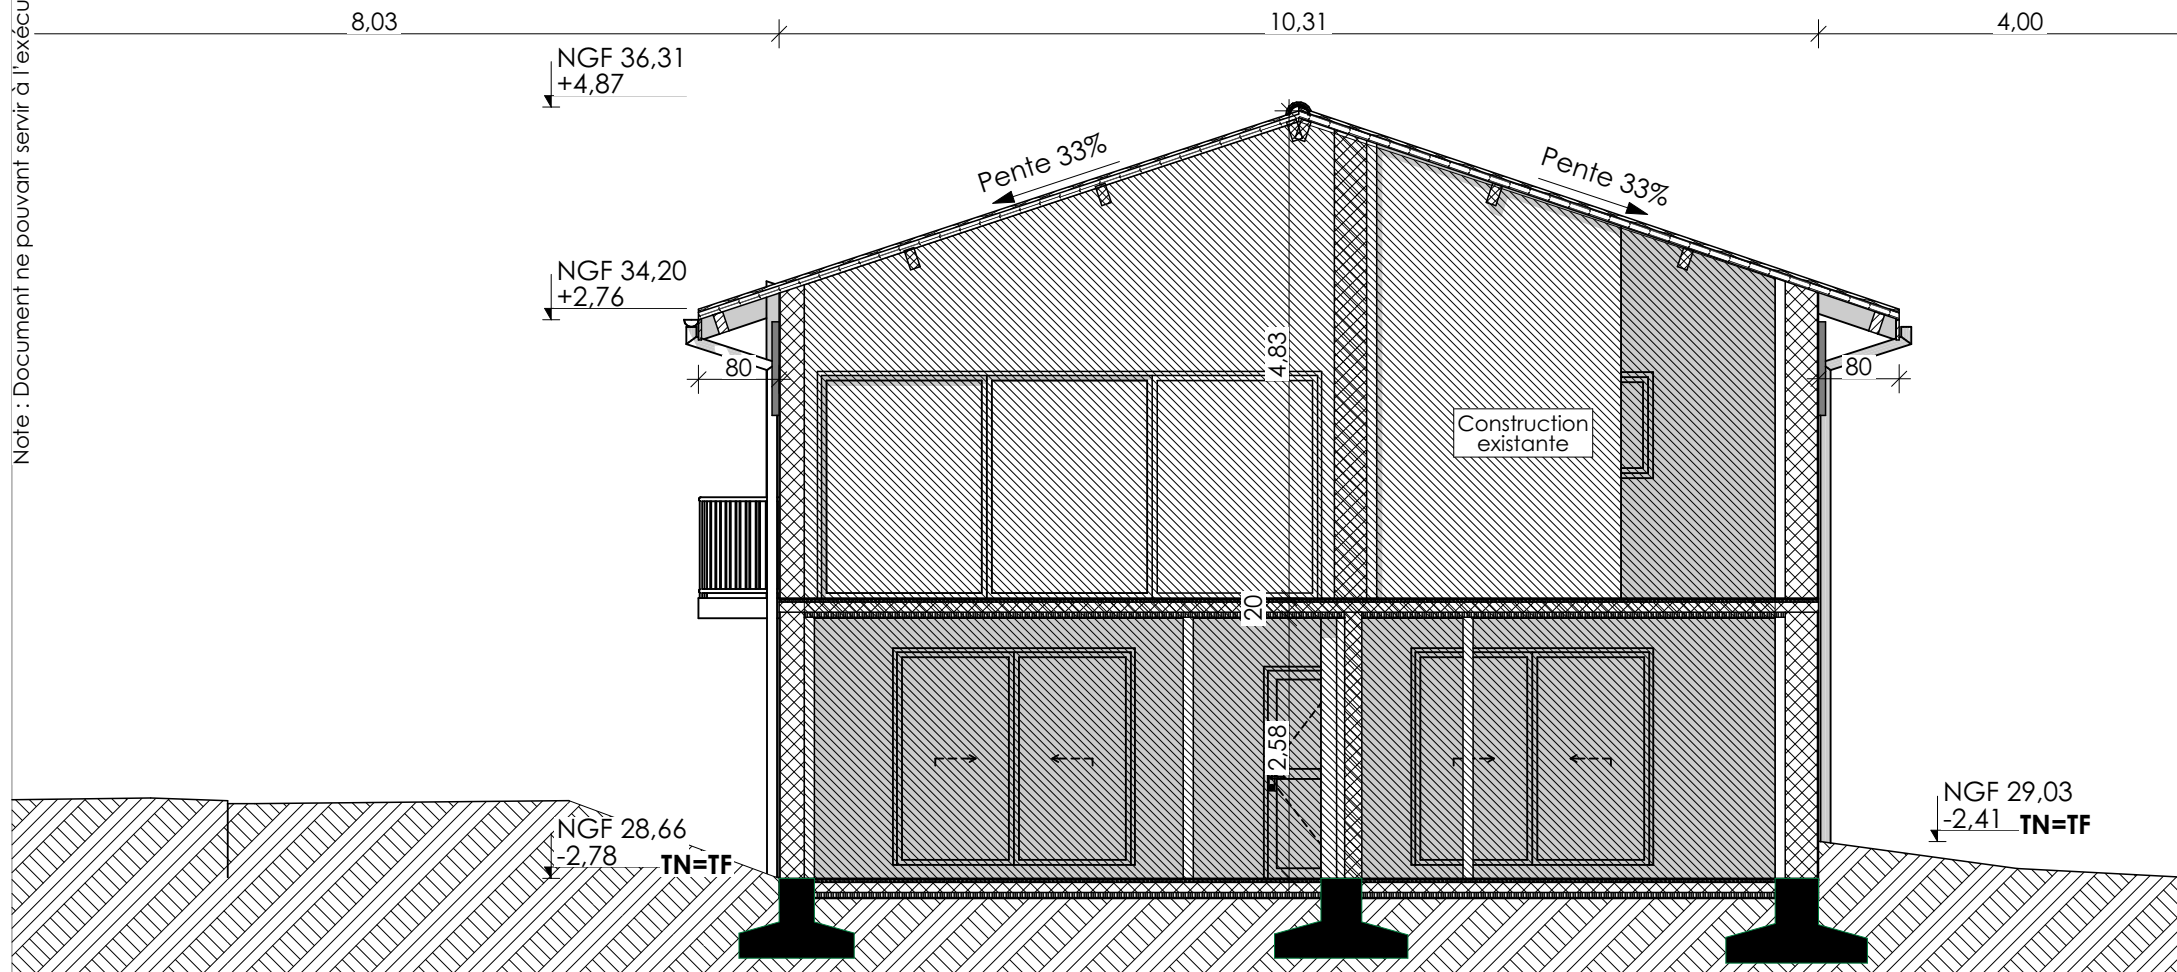 8,03
10,31
4,00
NGF 36,31
+4,87
Pente 33%
Pente 33%
NGF 34,20
+2,76
80
4,83
80
Construction
existante
20
2,58
NGF 28,66
-2,78 TN=TF
NGF 29,03
-2,41 TN=TF
Note : Document ne pouvant servir à l'exécu